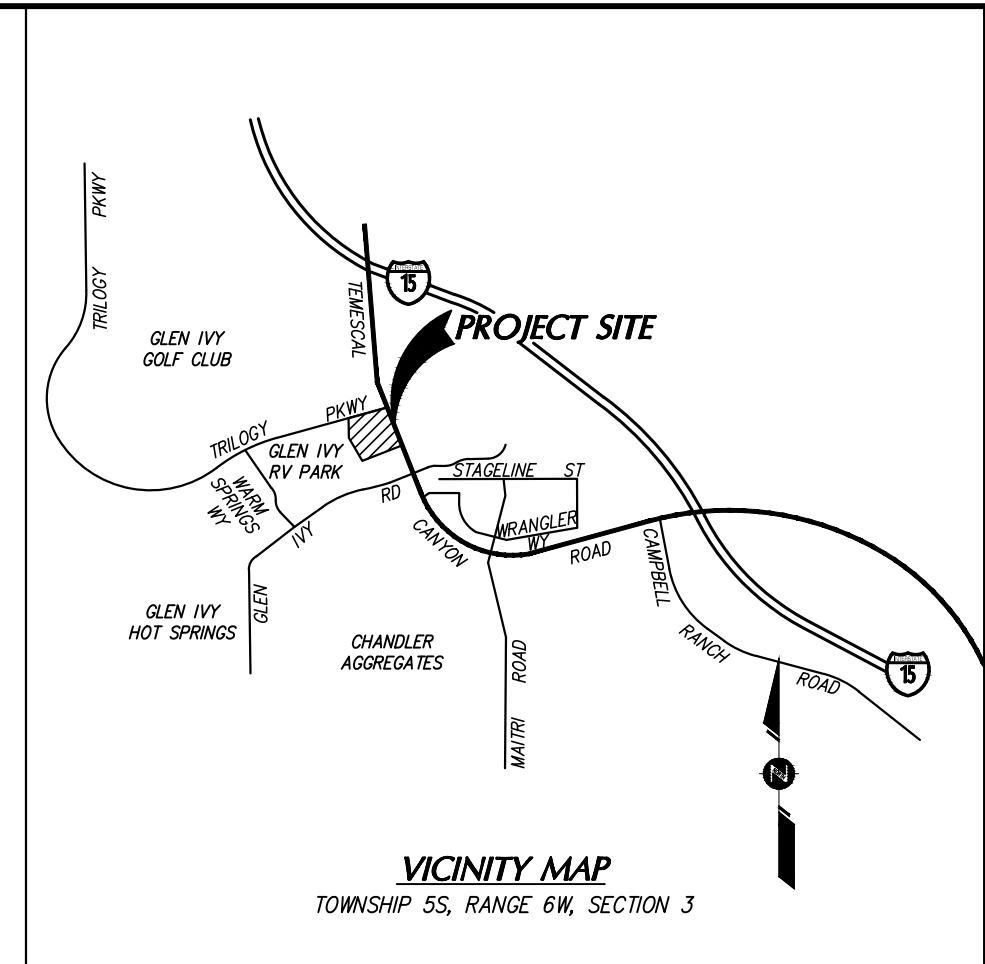 TRILOGY PKWY
GLEN IVY
GOLF CLUB
TEMESCAL
15
PROJECT SITE
TRILOGY PKWY
GLEN IVY
RV PARK
WARM
SPRINGS
WY
GLEN IVY RD
STAGELINE ST
WRANGLER
WY
CANYON ROAD
CAMPBELL
RANCH ROAD
GLEN IVY
HOT SPRINGS
CHANDLER
AGGREGATES
MAITRI ROAD
15
N
VICINITY MAP
TOWNSHIP 5S, RANGE 6W, SECTION 3